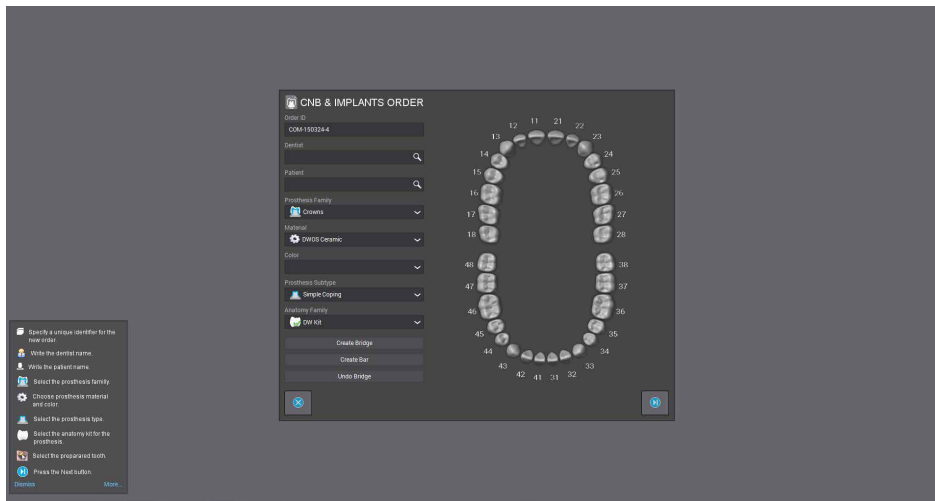 CNB & IMPLANTS ORDER
Order ID
COM-150324-4
Dentist
Patient
Prosthesis Family
Crowns
Material
DWOS Ceramic
Color
Prosthesis Subtype
Simple Coping
Anatomy Family
DW Kit
Create Bridge
Create Bar
Undo Bridge
12 11 21 22
13 23
14 24
15 25
16 26
17 27
18 28
48 38
47 37
46 36
45 35
44 34
43 33
42 41 31 32
Specify a unique identifier for the
new order.
Write the dentist name.
Write the patient name.
Select the prosthesis family.
Choose prosthesis material
and color.
Select the prosthesis type.
Select the anatomy kit for the
prosthesis.
Select the preparared tooth.
Press the Next button.
Dismiss More...